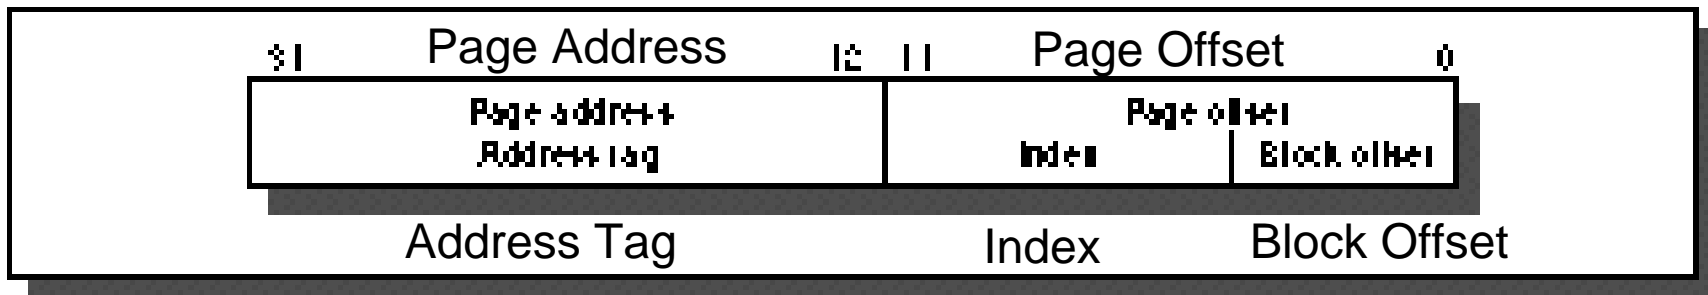 31 Page Address 12 11 Page Offset 0
Page address Page offset
Address tag Index Block offset
Address Tag Index Block Offset